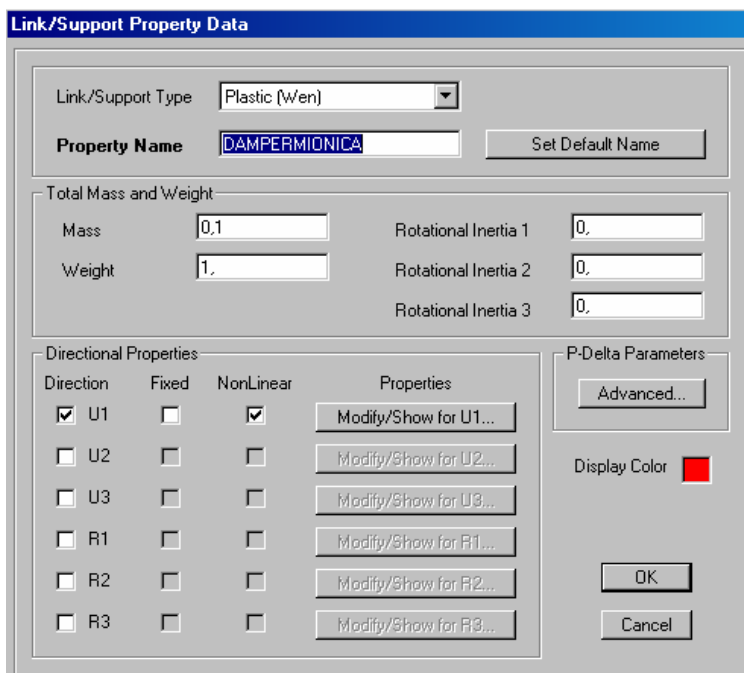 Link/Support Property Data
Link/Support Type Plastic (Wen)
Property Name DAMPERMIONICA Set Default Name
Total Mass and Weight
Mass 0,1 Rotational Inertia 1 0,
Weight 1, Rotational Inertia 2 0,
Rotational Inertia 3 0,
Directional Properties P-Delta Parameters
Direction Fixed NonLinear Properties Advanced...
U1 Modify/Show for U1...
U2 Modify/Show for U2...
Display Color
U3 Modify/Show for U3...
R1 Modify/Show for R1...
R2 Modify/Show for R2... OK
R3 Modify/Show for R3... Cancel